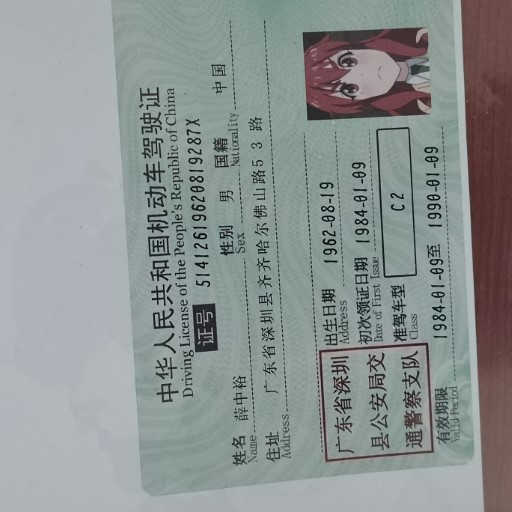 中华人民共和国机动车驾驶证
Driving License of the People's Republic of China
证号 51412619620819287X
姓名 薛中裕 性别 男 国籍 中国
Name Sex Nationality
住址 广东省深圳县齐齐哈尔佛山路53路
Address
出生日期 1962-08-19
Address
初次领证日期 1984-01-09
Date of First Issue
准驾车型 C2
Class
广东省深圳
县公安局交
通警察支队
有效期限 1984-01-09至 1990-01-09
Valid Period